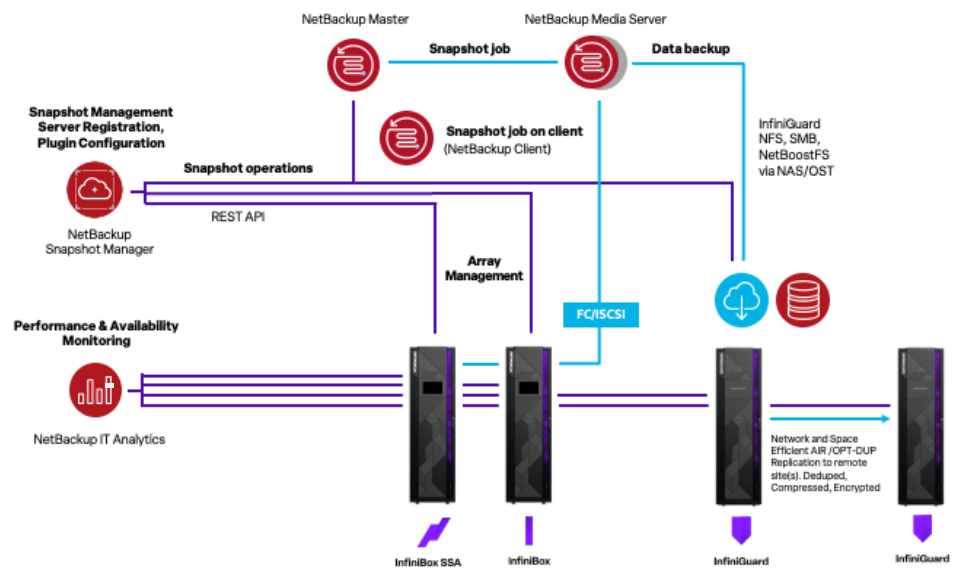 NetBackup Master
NetBackup Media Server
Snapshot job
Data backup
Snapshot Management
Server Registration,
Plugin Configuration
Snapshot job on client
(NetBackup Client)
InfiniGuard
NFS, SMB,
NetBoostFS
via NAS/OST
Snapshot operations
REST API
NetBackup
Snapshot Manager
Array
Management
FC/ISCSI
Performance & Availability
Monitoring
NetBackup IT Analytics
Network and Space
Efficient AIR /OPT-DUP
Replication to remote
site(s). Deduped,
Compressed, Encrypted
InfiniBox SSA
InfiniBox
InfiniGuard
InfiniGuard